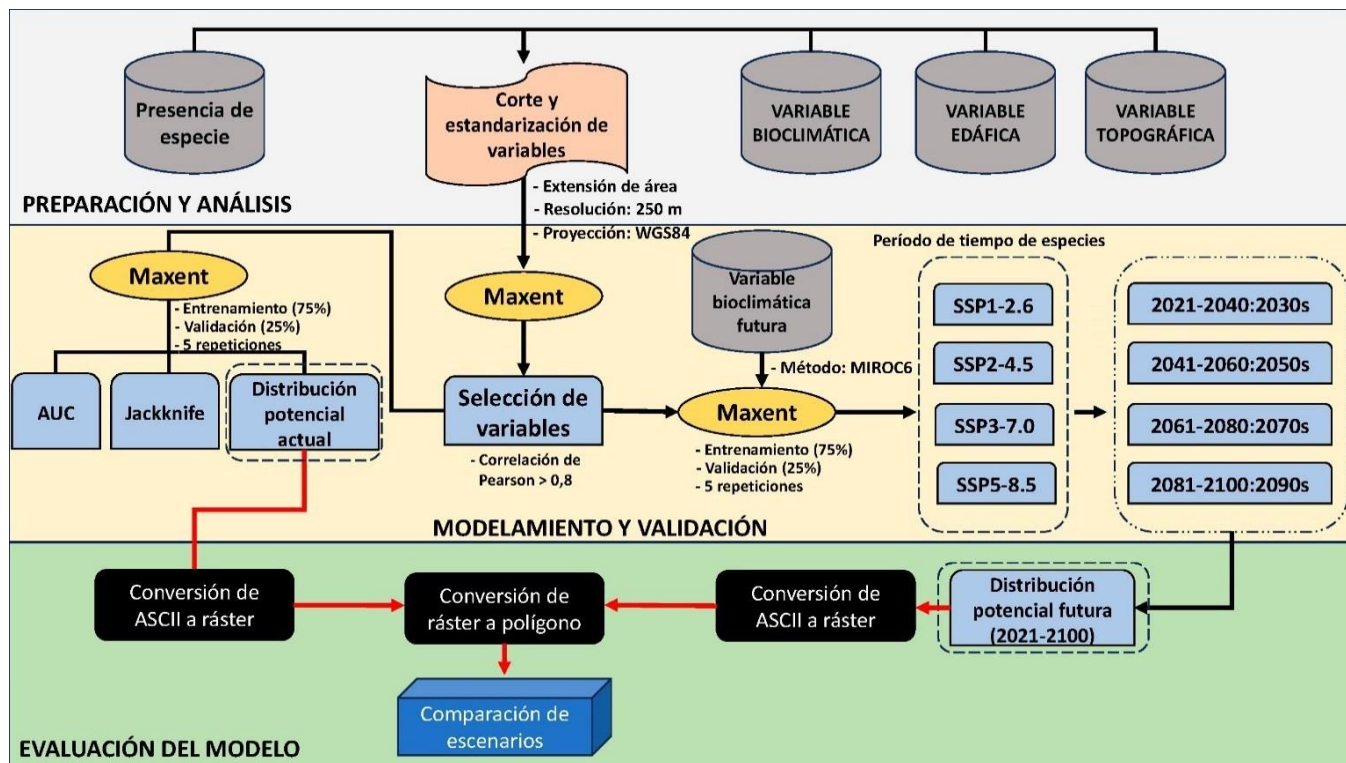 Presencia de
especie
Corte y
estandarización de
variables
VARIABLE
BIOCLIMÁTICA
VARIABLE
EDÁFICA
VARIABLE
TOPOGRÁFICA
- Extensión de área
- Resolución: 250 m
- Proyección: WGS84
PREPARACIÓN Y ANÁLISIS
Maxent
- Entrenamiento (75%)
- Validación (25%)
- 5 repeticiones
AUC
Jackknife
Distribución
potencial
actual
Maxent
Selección de
variables
- Correlación de
Pearson > 0,8
Variable
bioclimática
futura
- Método: MIROC6
Maxent
- Entrenamiento (75%)
- Validación (25%)
- 5 repeticiones
Período de tiempo de especies
SSP1-2.6
SSP2-4.5
SSP3-7.0
SSP5-8.5
2021-2040:2030s
2041-2060:2050s
2061-2080:2070s
2081-2100:2090s
MODELAMIENTO Y VALIDACIÓN
Conversión de
ASCII a ráster
Conversión de
ráster a polígono
Conversión de
ASCII a ráster
Distribución
potencial futura
(2021-2100)
Comparación de
escenarios
EVALUACIÓN DEL MODELO